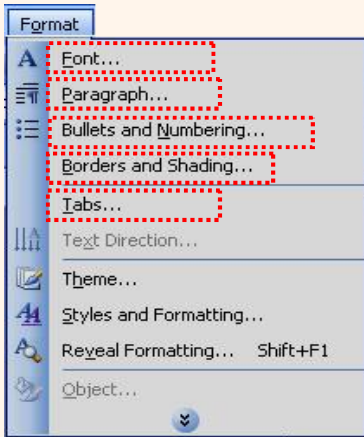 Format
Font...
Paragraph...
Bullets and Numbering...
Borders and Shading...
Tabs...
Text Direction...
Theme...
Styles and Formatting...
Reveal Formatting... Shift+F1
Object...